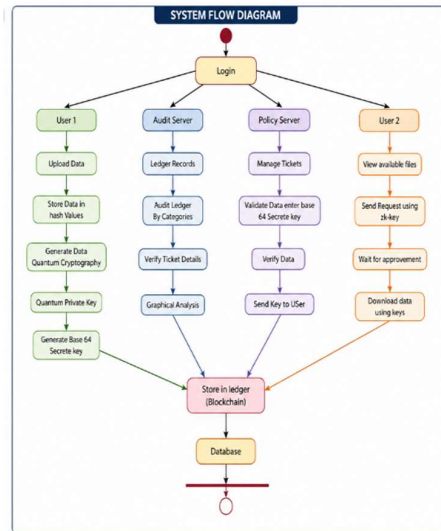 SYSTEM FLOW DIAGRAM
Login
User 1
Audit Server
Policy Server
User 2
Upload Data
Ledger Records
Manage Tickets
View available files
Store Data in
hash Values
Audit Ledger
By Categories
Validate Data enter base
64 Secrete key
Send Request using
zk-key
Generate Data
Quantum Cryptography
Verify Ticket Details
Verify Data
Wait for approvement
Quantum Private Key
Graphical Analysis
Send Key to USer
Download data
using keys
Generate Base 64
Secrete key
Store in ledger
(Blockchain)
Database